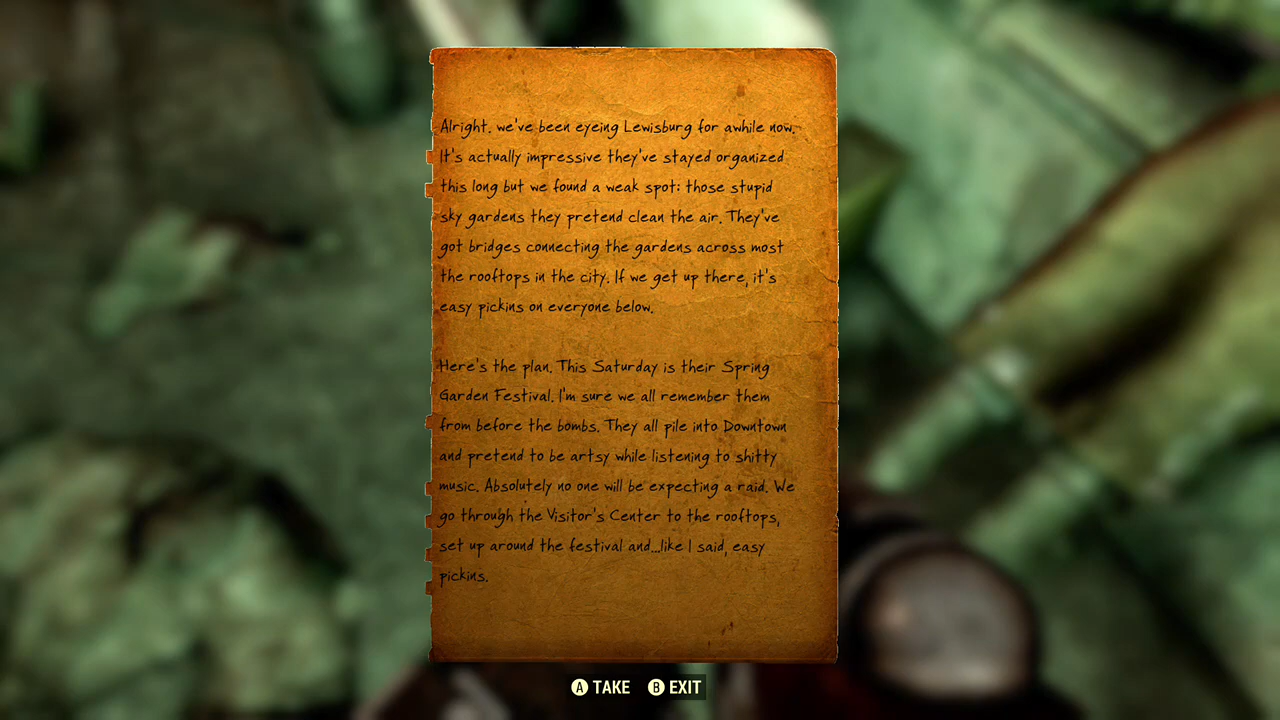 Alright. we've been eyeing Lewisburg for awhile now.
It's actually impressive they've stayed organized
this long but we found a weak spot: those stupid
sky gardens they pretend clean the air. They've
got bridges connecting the gardens across most
the rooftops in the city. If we get up there, it's
easy pickins on everyone below.
Here's the plan. This Saturday is their Spring
Garden Festival. I'm sure we all remember them
from before the bombs. They all pile into Downtown
and pretend to be artsy while listening to shitty
music. Absolutely no one will be expecting a raid. We
go through the Visitor's Center to the rooftops,
set up around the festival and...like I said, easy
pickins.
A TAKE B EXIT